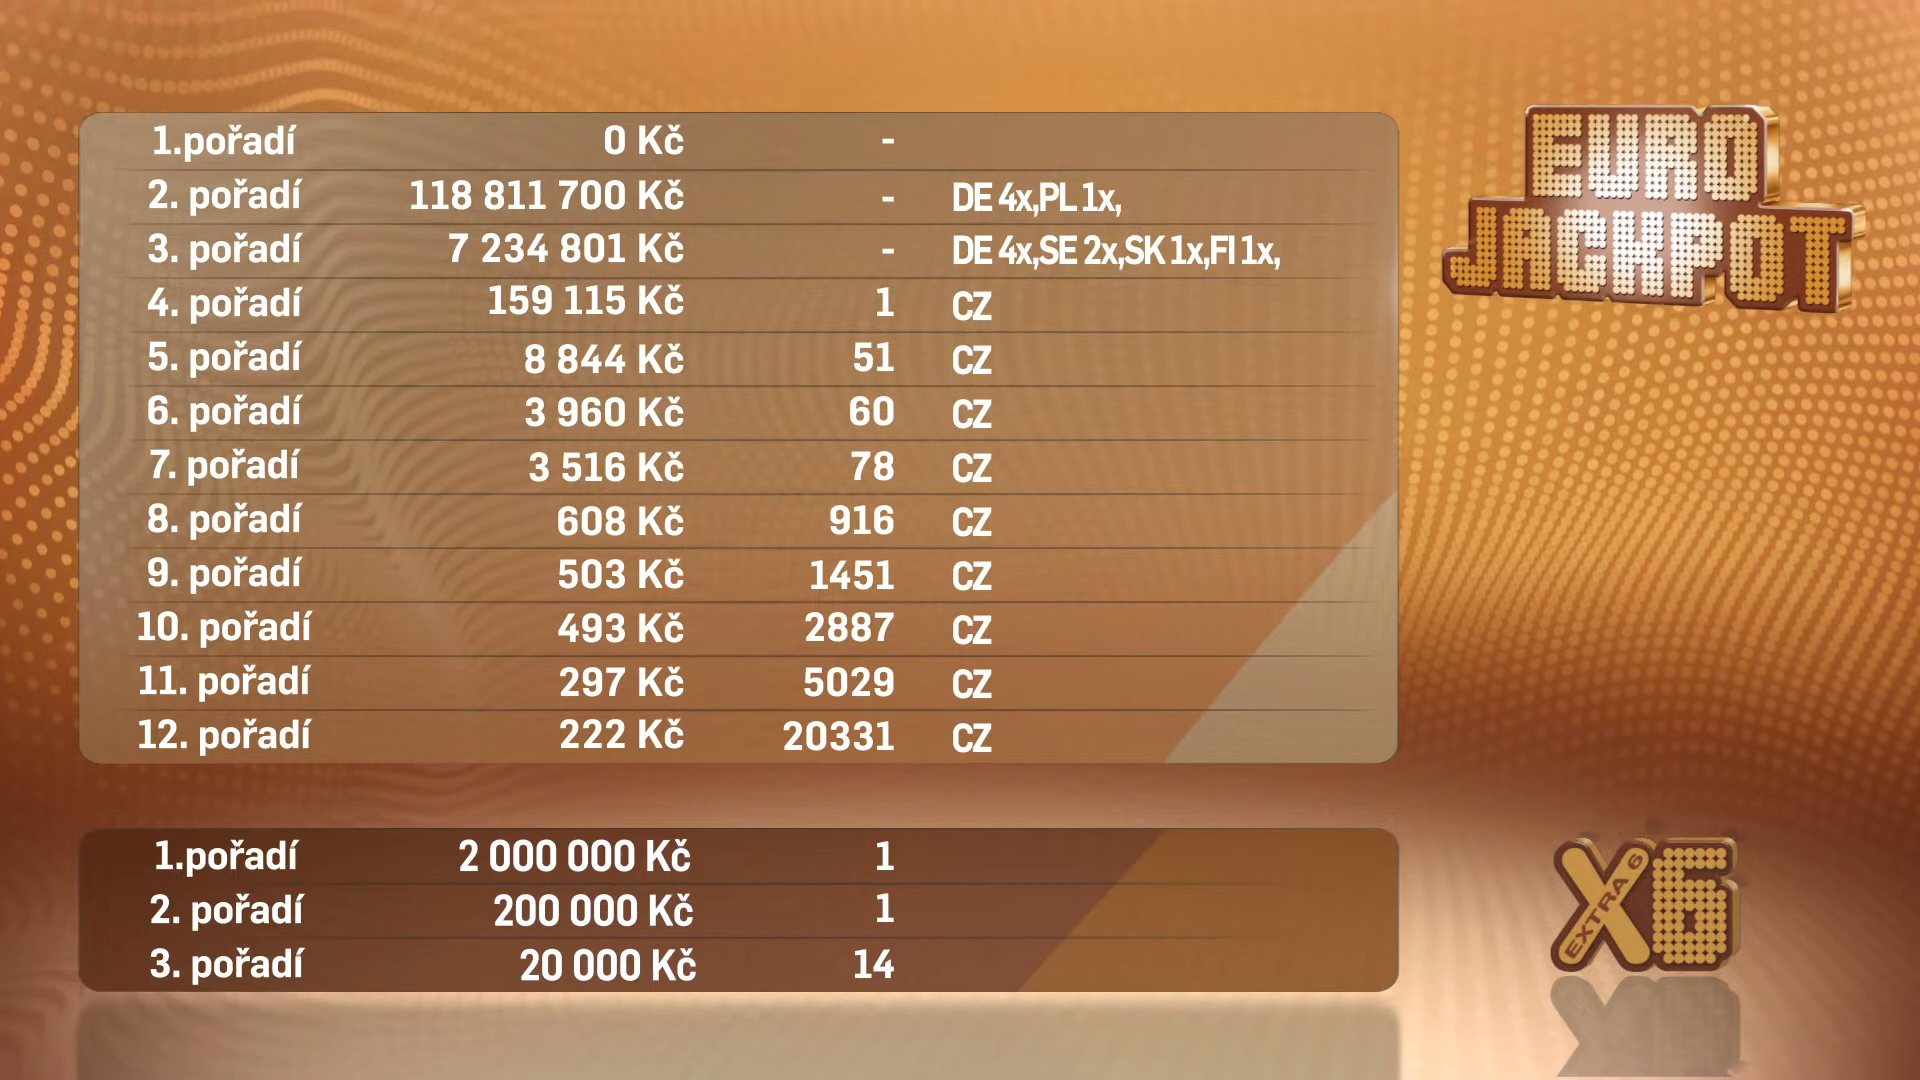 1.pořadí 0 Kč -
2. pořadí 118 811 700 Kč - DE 4x,PL 1x,
3. pořadí 7 234 801 Kč - DE 4x,SE 2x,SK 1x,FI 1x,
4. pořadí 159 115 Kč 1 CZ
5. pořadí 8 844 Kč 51 CZ
6. pořadí 3 960 Kč 60 CZ
7. pořadí 3 516 Kč 78 CZ
8. pořadí 608 Kč 916 CZ
9. pořadí 503 Kč 1451 CZ
10. pořadí 493 Kč 2887 CZ
11. pořadí 297 Kč 5029 CZ
12. pořadí 222 Kč 20331 CZ
EURO
JACKPOT
1.pořadí 2 000 000 Kč 1
2. pořadí 200 000 Kč 1
3. pořadí 20 000 Kč 14
X6
EXTRA 6